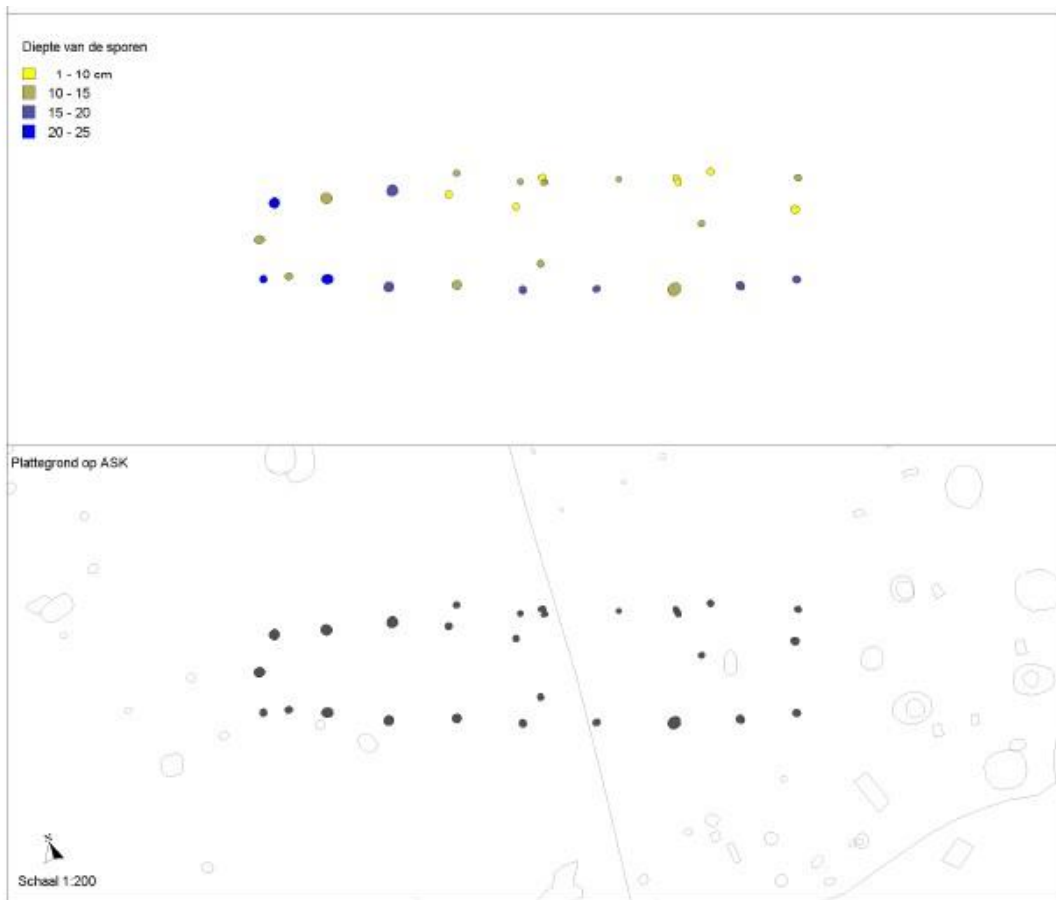 Diepte van de sporen
1 - 10 cm
10 - 15
15 - 20
20 - 25
Plattegrond op ASK
N
Schaal 1:200